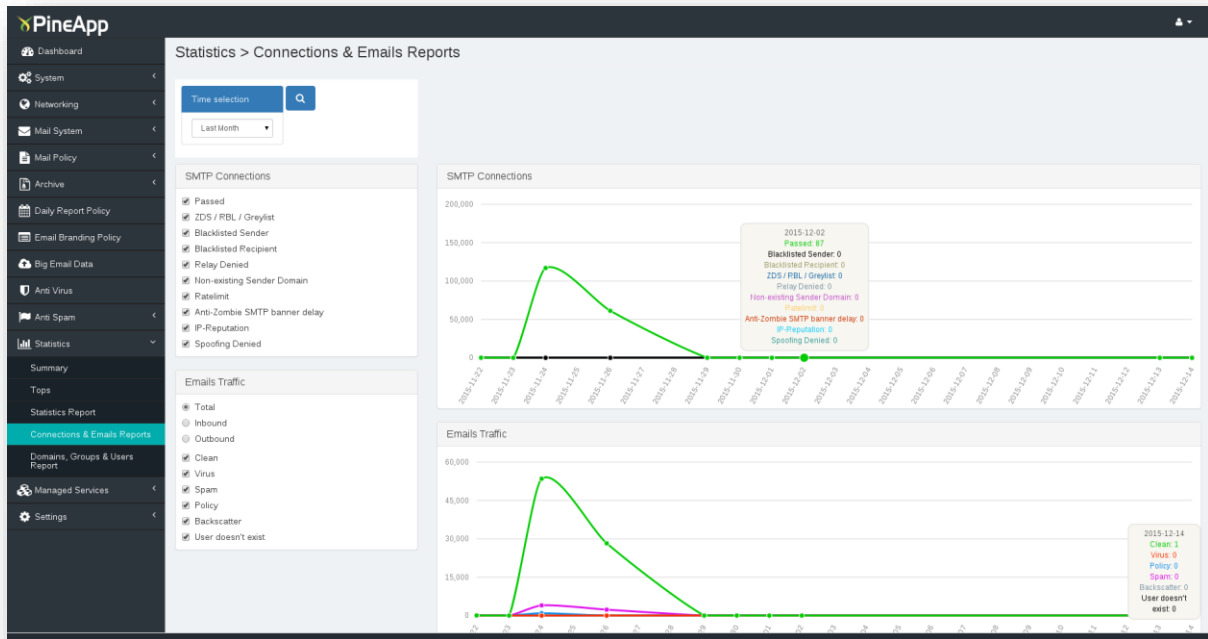 PineApp
Dashboard
System
Networking
Mail System
Mail Policy
Archive
Daily Report Policy
Email Branding Policy
Big Email Data
Anti Virus
Anti Spam
Statistics
Summary
Tops
Statistics Report
Connections & Emails Reports
Domains, Groups & Users
Report
Managed Services
Settings
Statistics > Connections & Emails Reports
Time selection
Last Month
SMTP Connections
Passed
ZDS / RBL / Greylist
Blacklisted Sender
Blacklisted Recipient
Relay Denied
Non-existing Sender Domain
Ratelimit
Anti-Zombie SMTP banner delay
IP-Reputation
Spoofing Denied
Emails Traffic
Total
Inbound
Outbound
Clean
Virus
Spam
Policy
Backscatter
User doesn't exist
SMTP Connections
200,000
150,000
100,000
50,000
0
2015-12-02
Passed: 87
Blacklisted Sender: 0
Blacklisted Recipient: 0
ZDS / RBL / Greylist: 0
Relay Denied: 0
Non-existing Sender Domain: 0
Ratelimit: 0
Anti-Zombie SMTP banner delay: 0
IP-Reputation: 0
Spoofing Denied: 0
2015-11-22
2015-11-23
2015-11-24
2015-11-25
2015-11-26
2015-11-27
2015-11-28
2015-11-29
2015-11-30
2015-12-01
2015-12-02
2015-12-03
2015-12-04
2015-12-05
2015-12-06
2015-12-07
2015-12-08
2015-12-09
2015-12-10
2015-12-11
2015-12-12
2015-12-13
2015-12-14
Emails Traffic
60,000
45,000
30,000
15,000
0
2015-12-14
Clean: 1
Virus: 0
Policy: 0
Spam: 0
Backscatter: 0
User doesn't
exist: 0